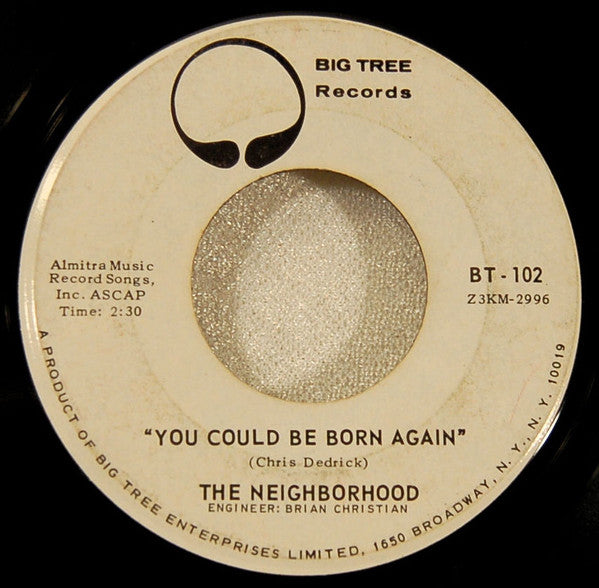 BIG TREE
Records
Almitra Music
Record Songs,
Inc. ASCAP
Time: 2:30
BT - 102
Z3KM-2996
"YOU COULD BE BORN AGAIN"
(Chris Dedrick)
THE NEIGHBORHOOD
ENGINEER: BRIAN CHRISTIAN
A PRODUCT OF BIG TREE ENTERPRISES LIMITED, 1650 BROADWAY, N. Y., N. Y. 10019